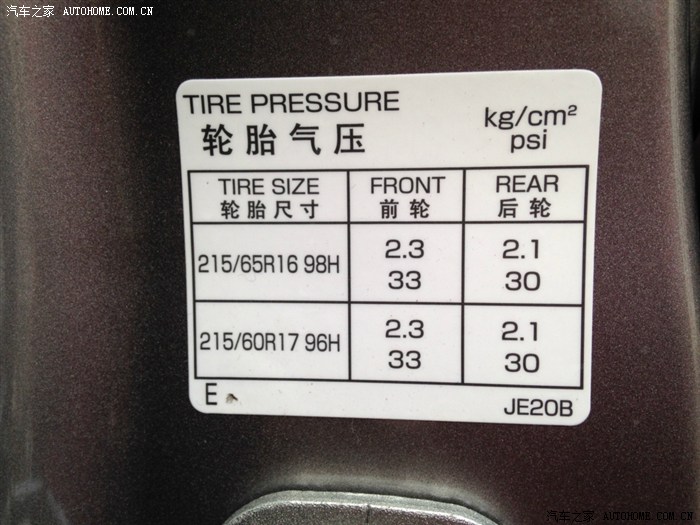 汽车之家 AUTOHOME.COM.CN
TIRE PRESSURE
轮胎气压
kg/cm²
psi
TIRE SIZE FRONT REAR
轮胎尺寸 前轮 后轮
215/65R16 98H 2.3 2.1
33 30
215/60R17 96H 2.3 2.1
33 30
E JE20B
汽车之家 AUTOHOME.COM.CN